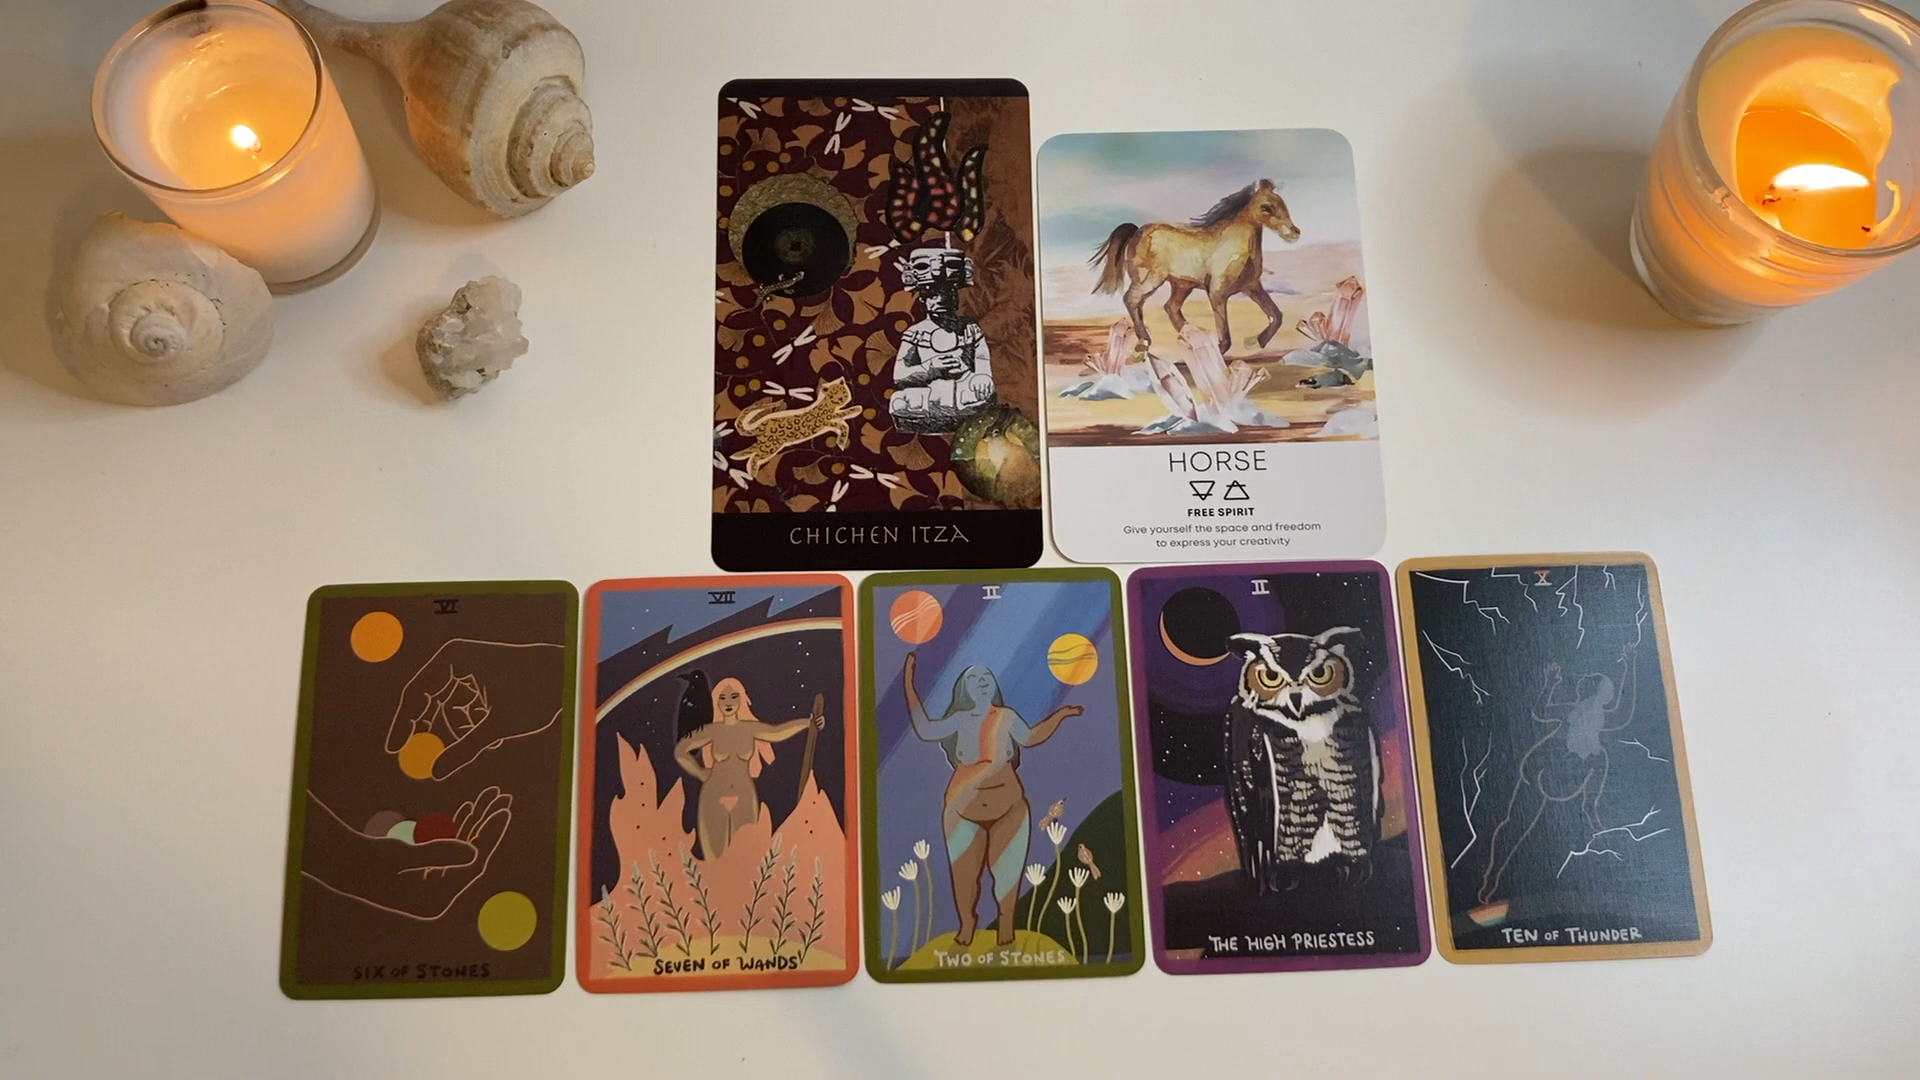 CHICHEN ITZA
HORSE
FREE SPIRIT
Give yourself the space and freedom
to express your creativity
VI
SIX OF STONES
VII
SEVEN OF WANDS
II
TWO OF STONES
II
THE HIGH PRIESTESS
X
TEN OF THUNDER